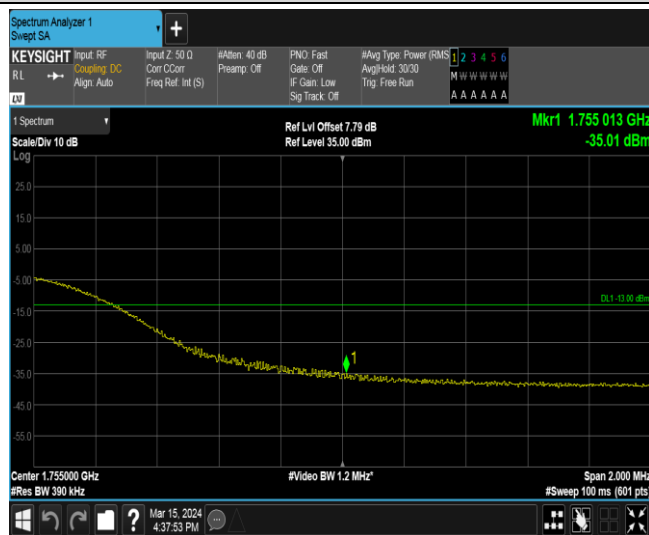 Spectrum Analyzer 1
Swept SA
KEYSIGHT
RL
LXI
Input: RF
Coupling: DC
Align: Auto
Input Z: 50 Ω
Corr CCorr
Freq Ref: Int (S)
#Atten: 40 dB
Preamp: Off
PNO: Fast
Gate: Off
IF Gain: Low
Sig Track: Off
#Avg Type: Power (RMS
Avg|Hold: 30/30
Trig: Free Run
1 2 3 4 5 6
M W W W W W
A A A A A A
1 Spectrum
Scale/Div 10 dB
Log
Ref Lvl Offset 7.79 dB
Ref Level 35.00 dBm
Mkr1 1.755 013 GHz
-35.01 dBm
25.0
15.0
5.00
-5.00
DL1 -13.00 dBm
-15.0
-25.0
1
-35.0
-45.0
-55.0
Center 1.755000 GHz
#Res BW 390 kHz
#Video BW 1.2 MHz*
Span 2.000 MHz
#Sweep 100 ms (601 pts)
?
Mar 15, 2024
4:37:53 PM